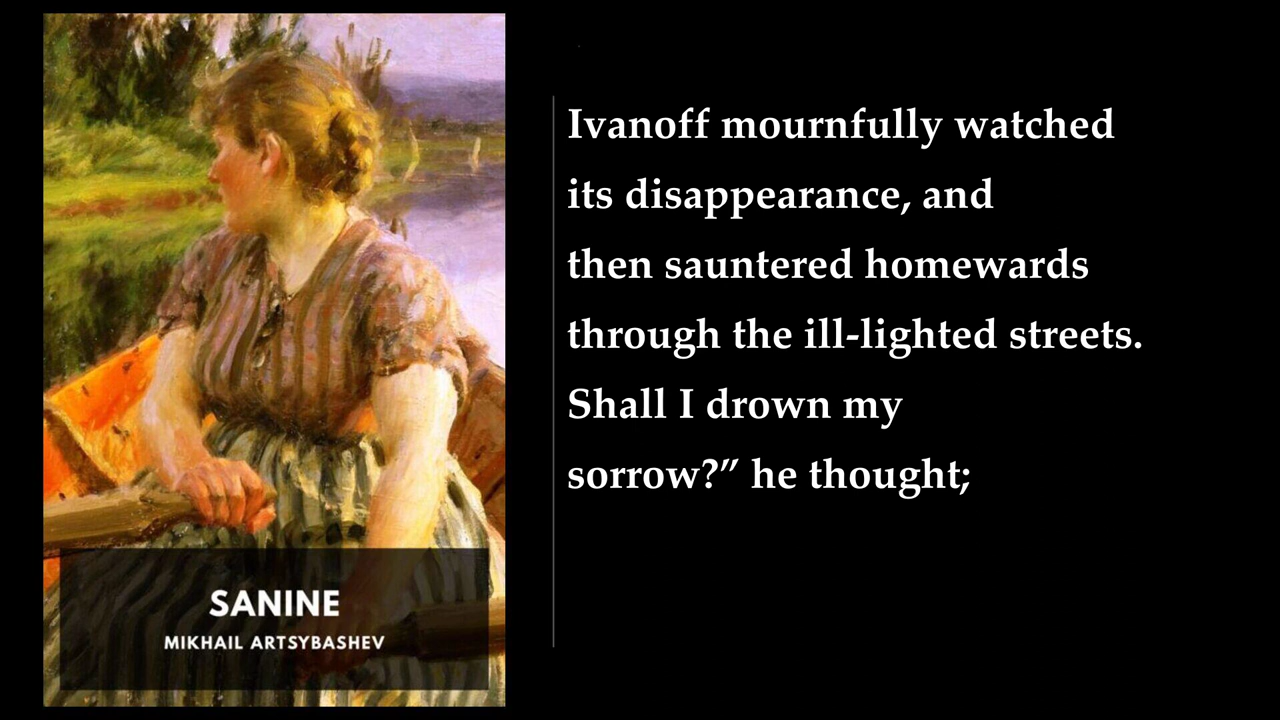 Ivanoff mournfully watched
its disappearance, and
then sauntered homewards
through the ill-lighted streets.
Shall I drown my
sorrow?” he thought;
SANINE
MIKHAIL ARTSYBASHEV